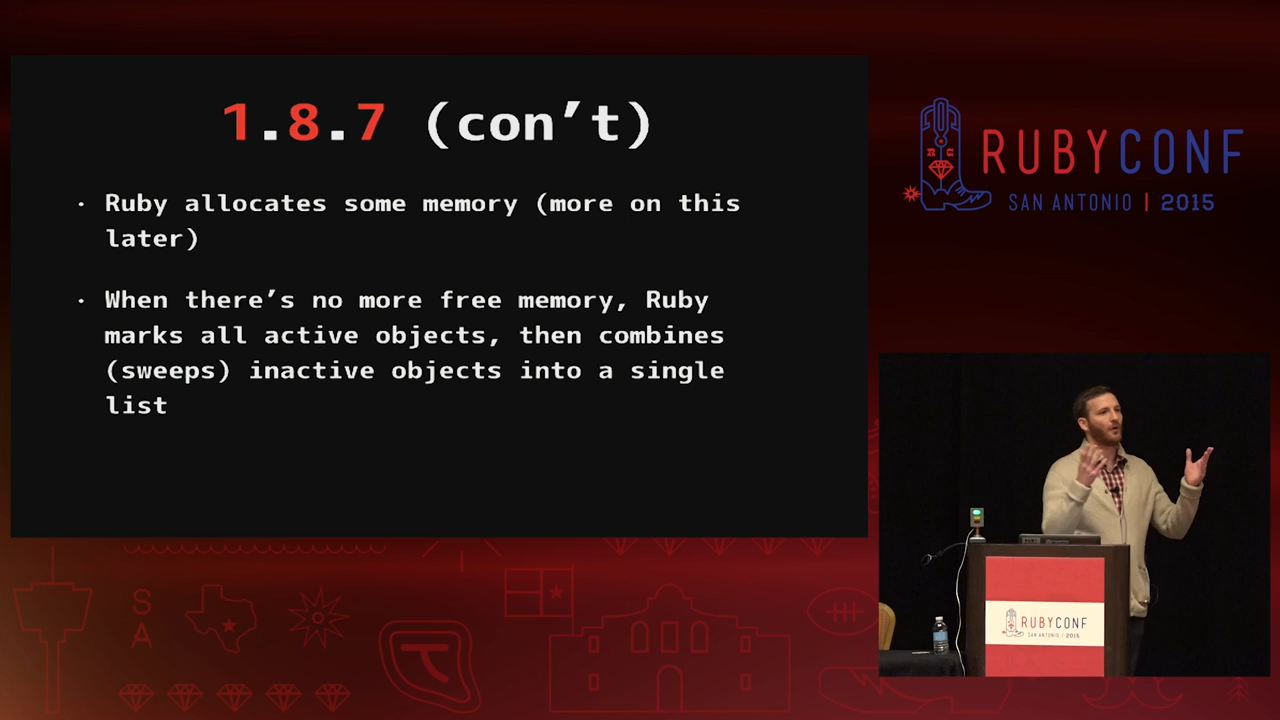 1.8.7 (con’t)
· Ruby allocates some memory (more on this
later)
· When there’s no more free memory, Ruby
marks all active objects, then combines
(sweeps) inactive objects into a single
list
RUBYCONF
SAN ANTONIO | 2015
S
A
RUBYCONF
SAN ANTONIO | 2015